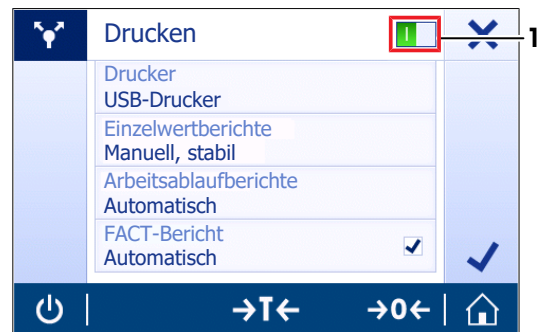 Drucken
1
Drucker
USB-Drucker
Einzelwertberichte
Manuell, stabil
Arbeitsablaufberichte
Automatisch
FACT-Bericht
Automatisch
→T← →0←